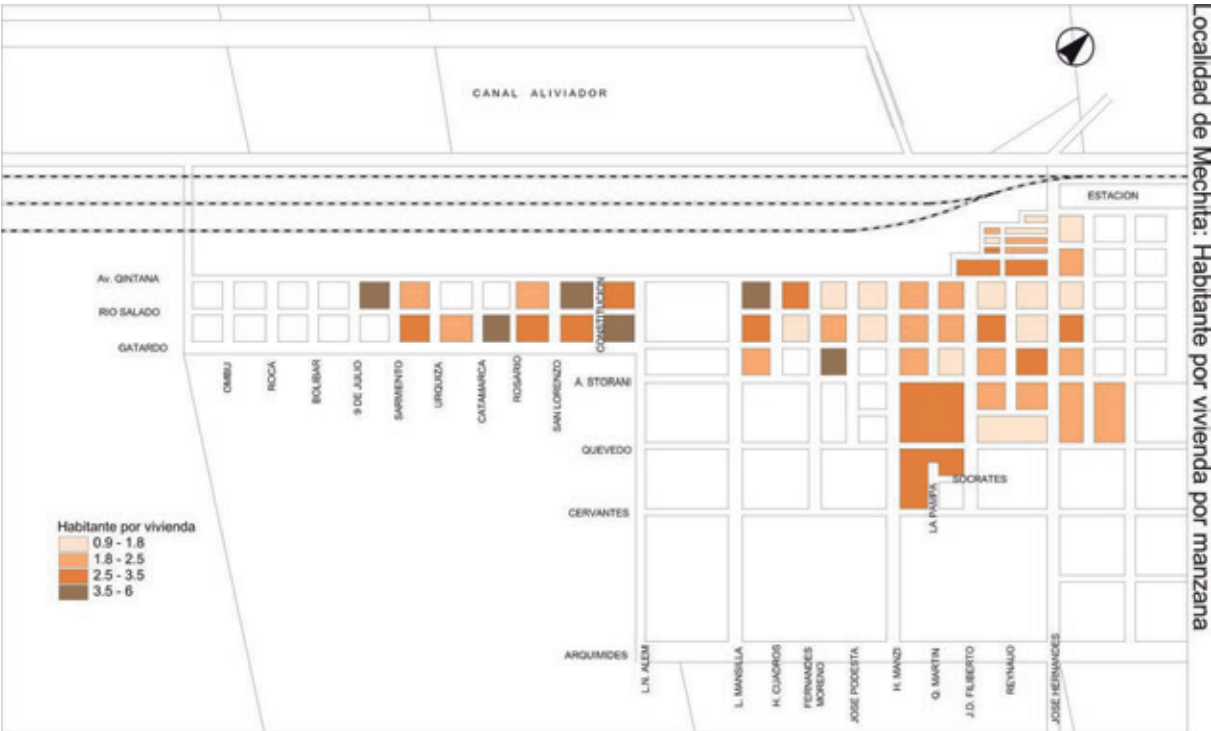 Localidad de Mechita: Habitante por vivienda por manzana
CANAL ALIVIADOR
ESTACION
Av. QINTANA
RIO SALADO
GATARDO
CONSTITUCION
OMBU
ROCA
BOLIBAR
9 DE JULIO
SARMIENTO
URQUIZA
CATAMARCA
ROSARIO
SAN LORENZO
A. STORANI
QUEVEDO
SOCRATES
LA PAMPA
CERVANTES
ARQUIMIDES
L.N. ALEM
L. MANSILLA
H. CUADROS
FERNANDES
MORENO
JOSE PODESTA
H. MANZI
Q. MARTIN
J.D. FILIBERTO
REYNAUO
JOSE HERNANDES
Habitante por vivienda
0.9 - 1.8
1.8 - 2.5
2.5 - 3.5
3.5 - 6